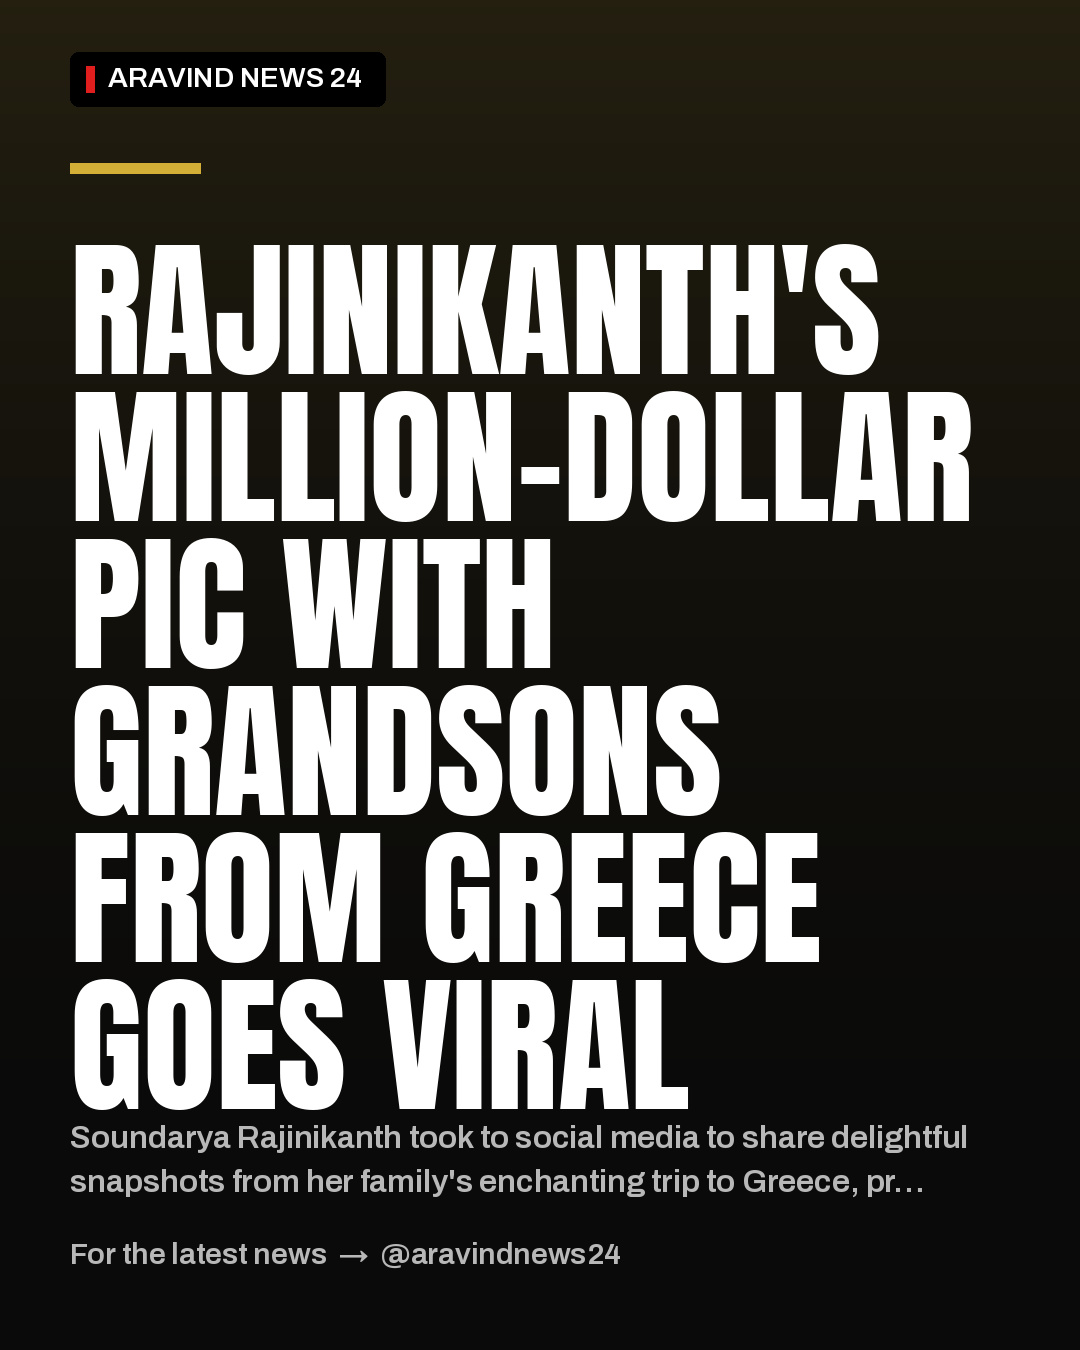 ARAVIND NEWS 24
RAJINIKANTH'S
MILLION-DOLLAR
PIC WITH
GRANDSONS
FROM GREECE
GOES VIRAL
Soundarya Rajinikanth took to social media to share delightful
snapshots from her family's enchanting trip to Greece, pr...
For the latest news → @aravindnews24